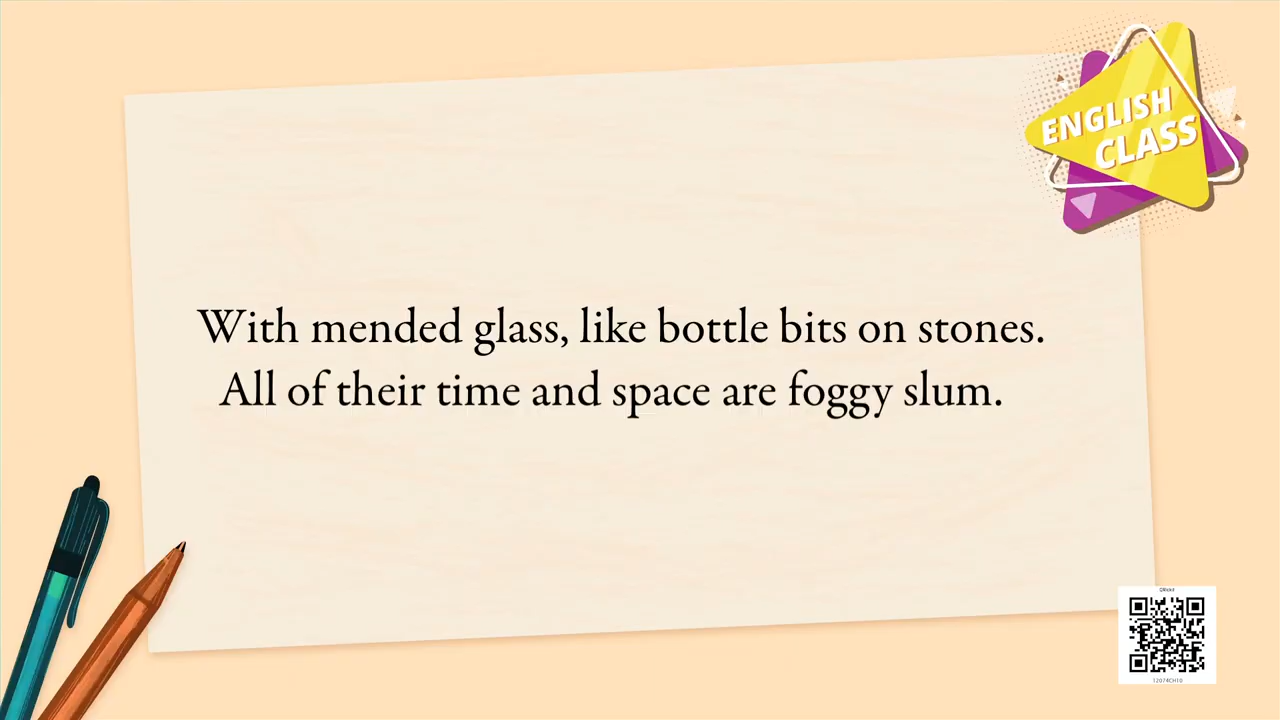 ENGLISH
CLASS
With mended glass, like bottle bits on stones.
All of their time and space are foggy slum.
12074CH10